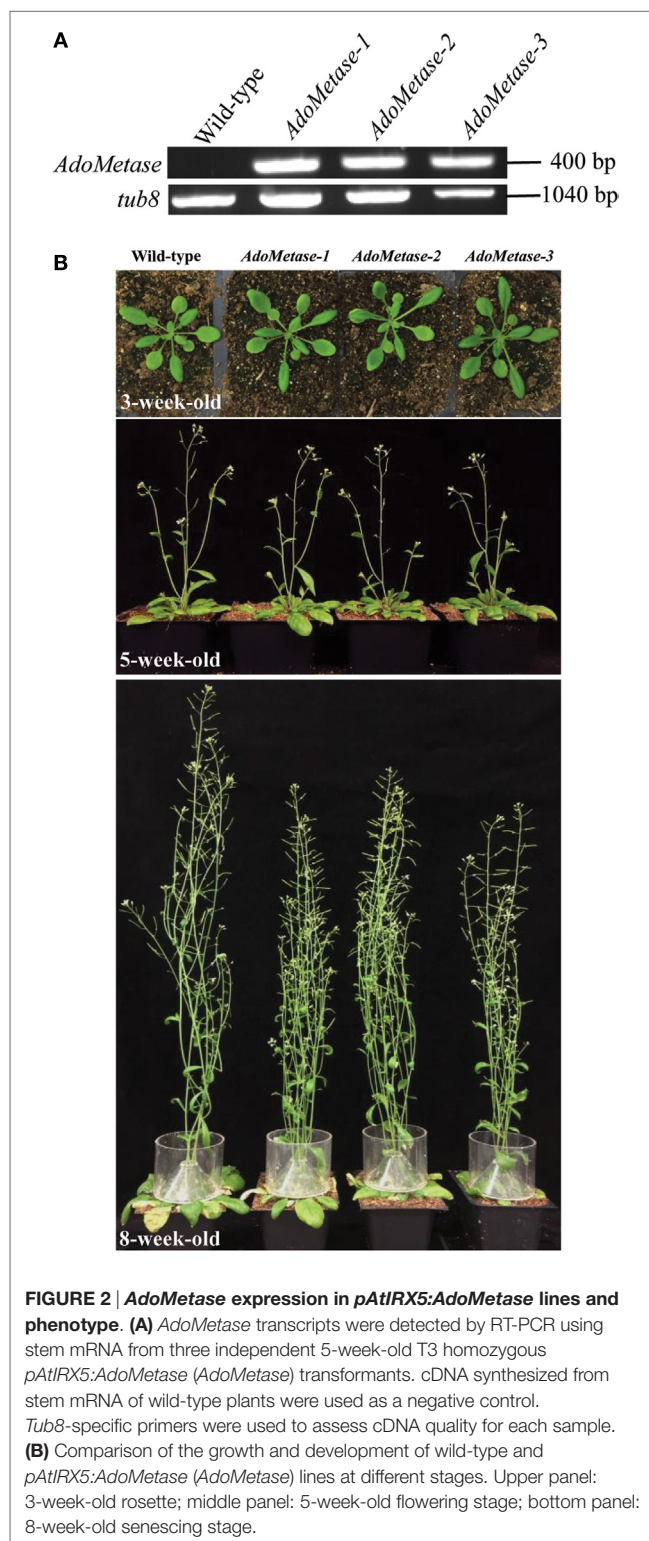 A
Wild-type
AdoMetase-1
AdoMetase-2
AdoMetase-3
AdoMetase
400 bp
tub8
1040 bp
B
Wild-type AdoMetase-1 AdoMetase-2 AdoMetase-3
3-week-old
5-week-old
8-week-old
FIGURE 2 | AdoMetase expression in pAtIRX5:AdoMetase lines and
phenotype. (A) AdoMetase transcripts were detected by RT-PCR using
stem mRNA from three independent 5-week-old T3 homozygous
pAtIRX5:AdoMetase (AdoMetase) transformants. cDNA synthesized from
stem mRNA of wild-type plants were used as a negative control.
Tub8-specific primers were used to assess cDNA quality for each sample.
(B) Comparison of the growth and development of wild-type and
pAtIRX5:AdoMetase (AdoMetase) lines at different stages. Upper panel:
3-week-old rosette; middle panel: 5-week-old flowering stage; bottom panel:
8-week-old senescing stage.